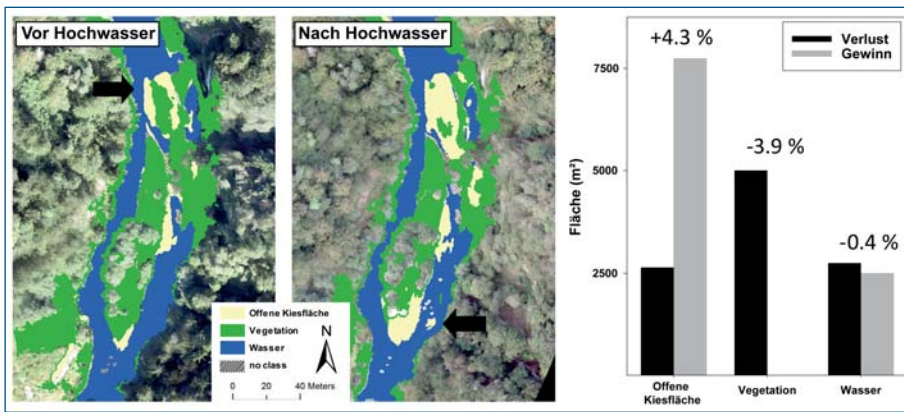 Vor Hochwasser
Nach Hochwasser
Offene Kiesfläche
Vegetation
Wasser
no class
N
0 20 40 Meters
+4.3 %
Verlust
Gewinn
7500
-3.9 %
5000
Fläche (m²)
-0.4 %
2500
Offene
Kiesfläche
Vegetation
Wasser